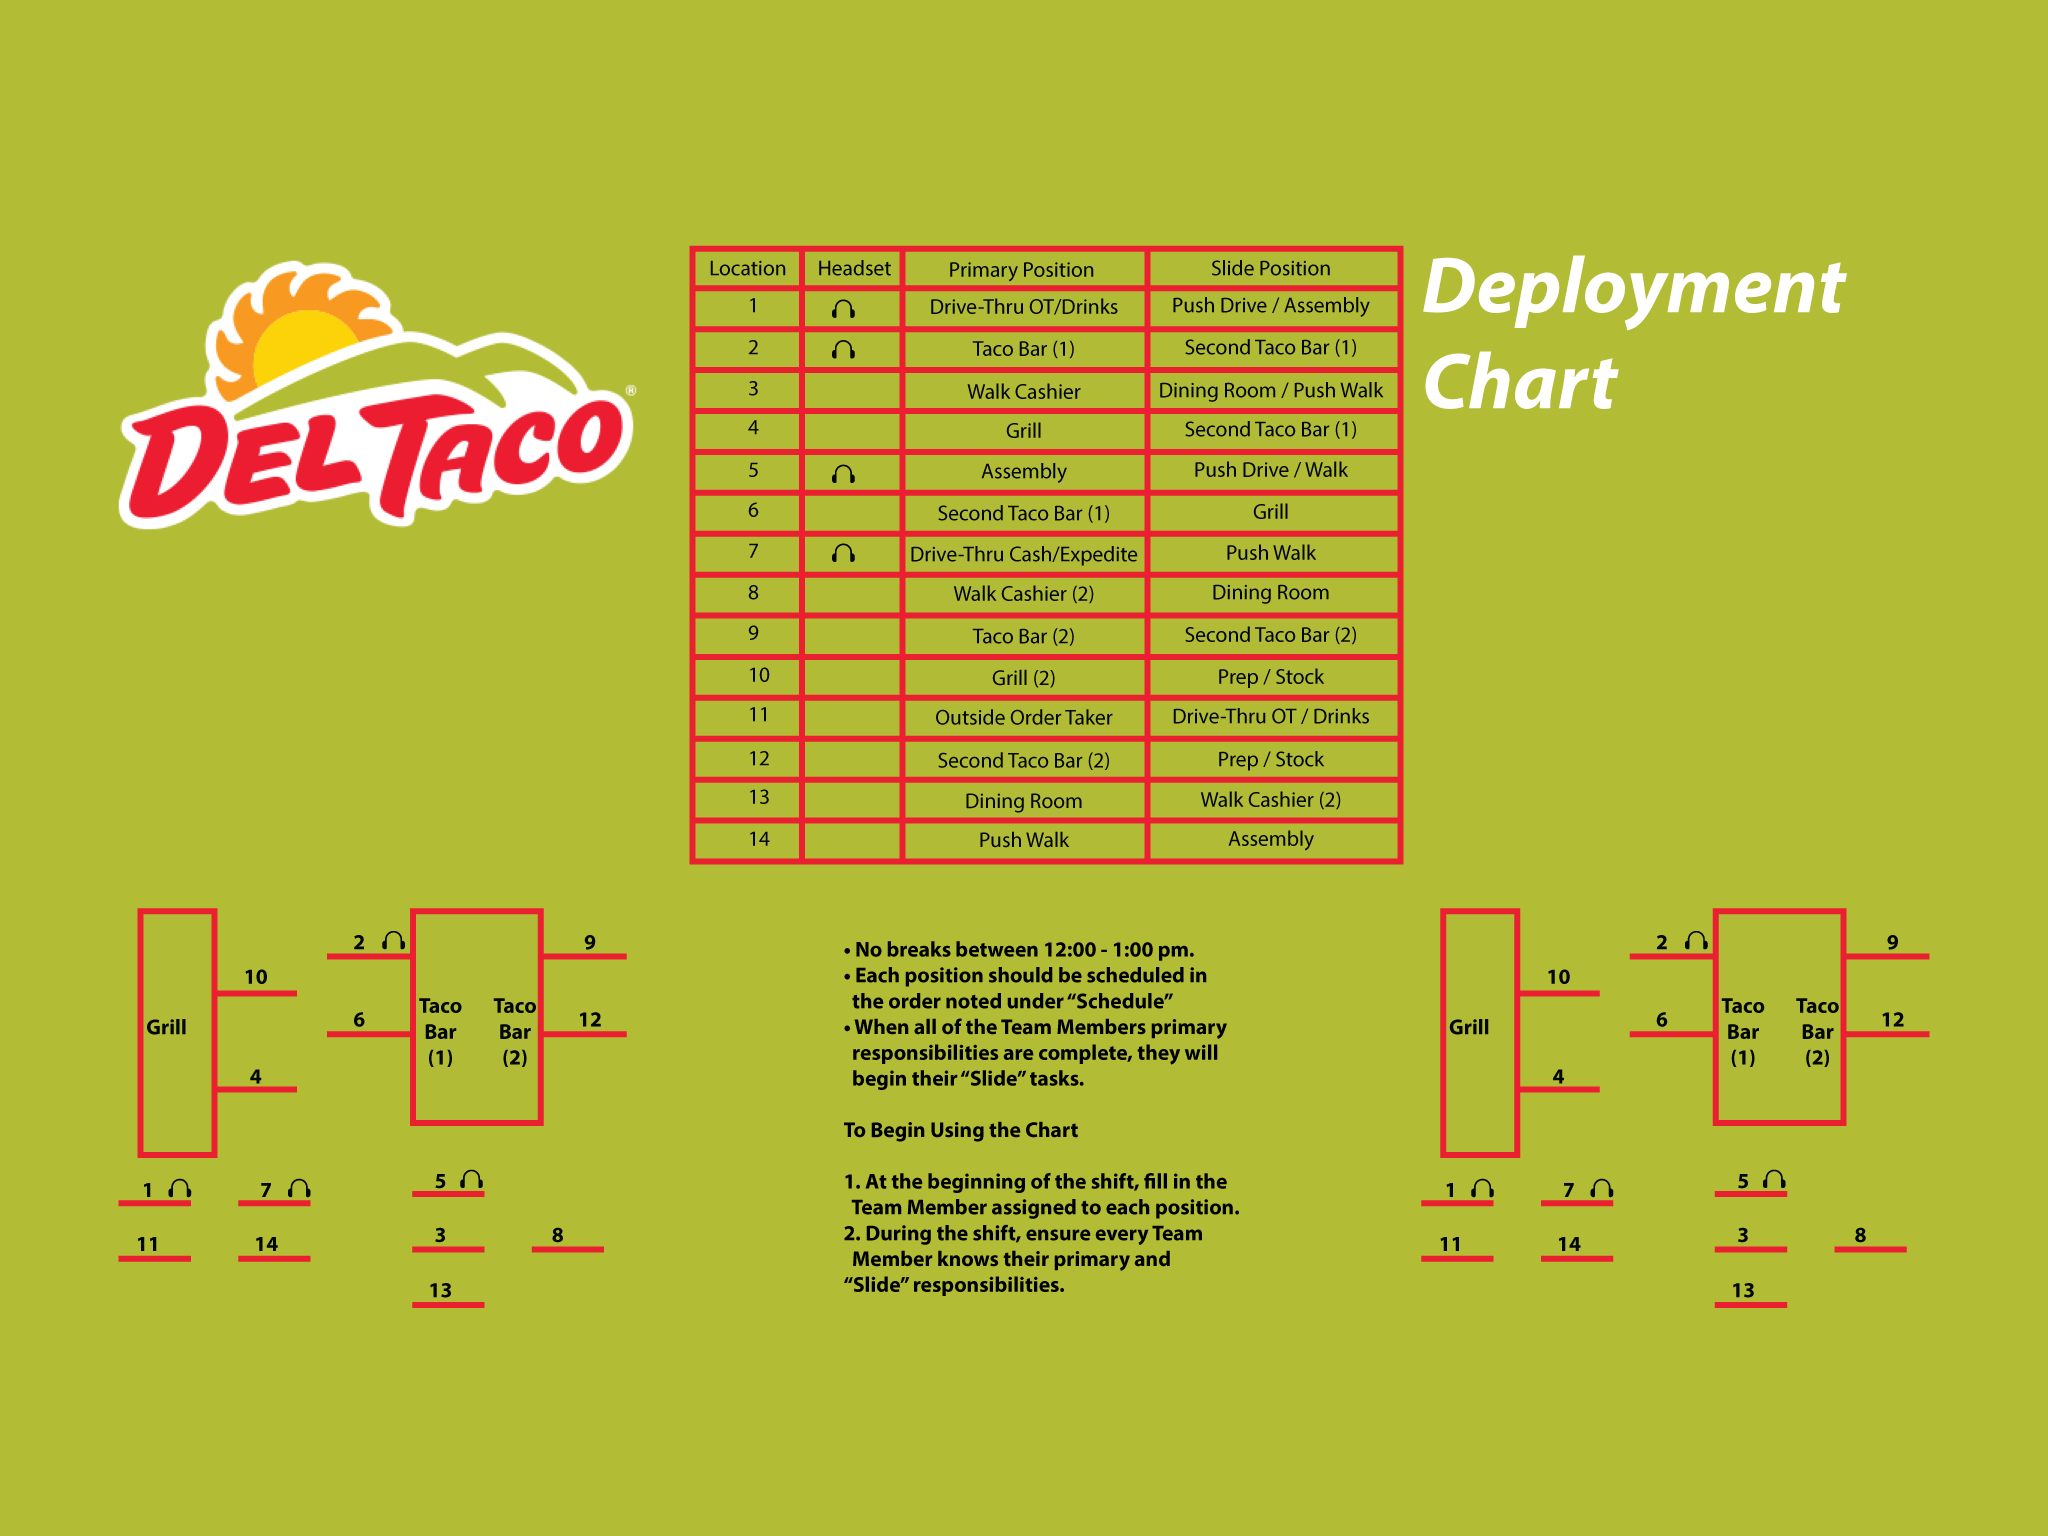 DEL TACO ®
Deployment
Chart
Location Headset Primary Position Slide Position
1 Drive-Thru OT/Drinks Push Drive / Assembly
2 Taco Bar (1) Second Taco Bar (1)
3 Walk Cashier Dining Room / Push Walk
4 Grill Second Taco Bar (1)
5 Assembly Push Drive / Walk
6 Second Taco Bar (1) Grill
7 Drive-Thru Cash/Expedite Push Walk
8 Walk Cashier (2) Dining Room
9 Taco Bar (2) Second Taco Bar (2)
10 Grill (2) Prep / Stock
11 Outside Order Taker Drive-Thru OT / Drinks
12 Second Taco Bar (2) Prep / Stock
13 Dining Room Walk Cashier (2)
14 Push Walk Assembly
2 9
10
6 12
Grill
Taco
Bar
(1)
Taco
Bar
(2)
4
1 7 5
11 14 3 8
13
• No breaks between 12:00 - 1:00 pm.
• Each position should be scheduled in
the order noted under “Schedule”
• When all of the Team Members primary
responsibilities are complete, they will
begin their “Slide” tasks.
To Begin Using the Chart
1. At the beginning of the shift, fill in the
Team Member assigned to each position.
2. During the shift, ensure every Team
Member knows their primary and
“Slide” responsibilities.
2 9
10
6 12
Grill
Taco
Bar
(1)
Taco
Bar
(2)
4
1 7 5
11 14 3 8
13